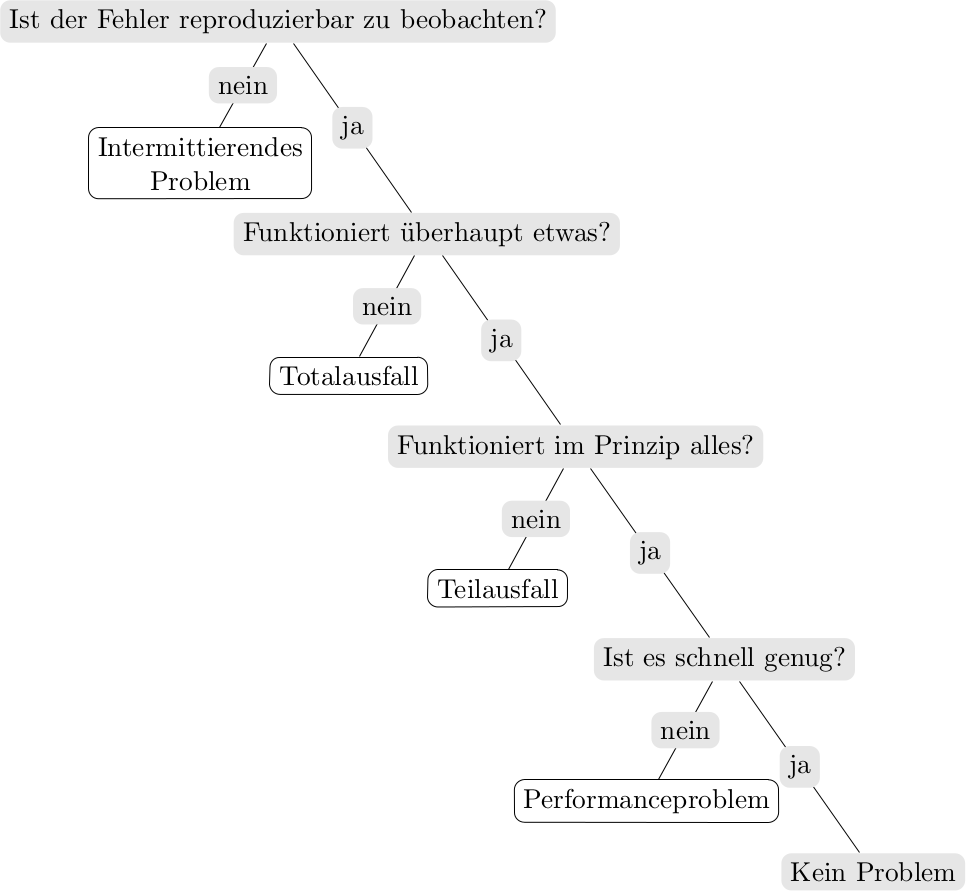 Ist der Fehler reproduzierbar zu beobachten?
nein
ja
Intermittierendes
Problem
Funktioniert überhaupt etwas?
nein
ja
Totalausfall
Funktioniert im Prinzip alles?
nein
ja
Teilausfall
Ist es schnell genug?
nein
ja
Performanceproblem
Kein Problem